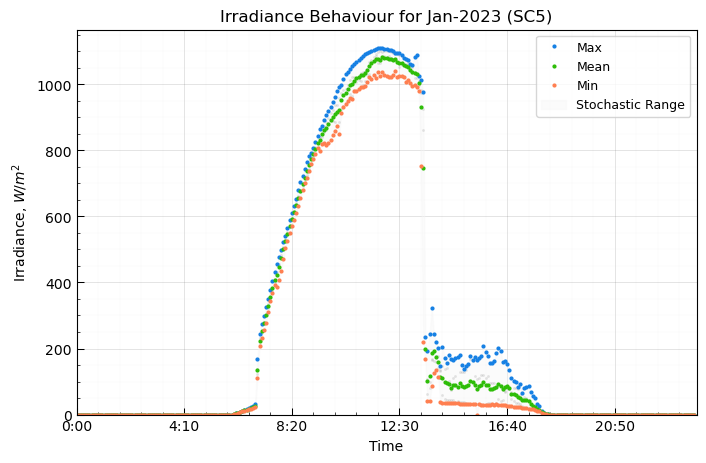 Irradiance Behaviour for Jan-2023 (SC5)
Max
Mean
Min
Stochastic Range
Irradiance, W/m²
1000
800
600
400
200
0
0:00 4:10 8:20 12:30 16:40 20:50
Time